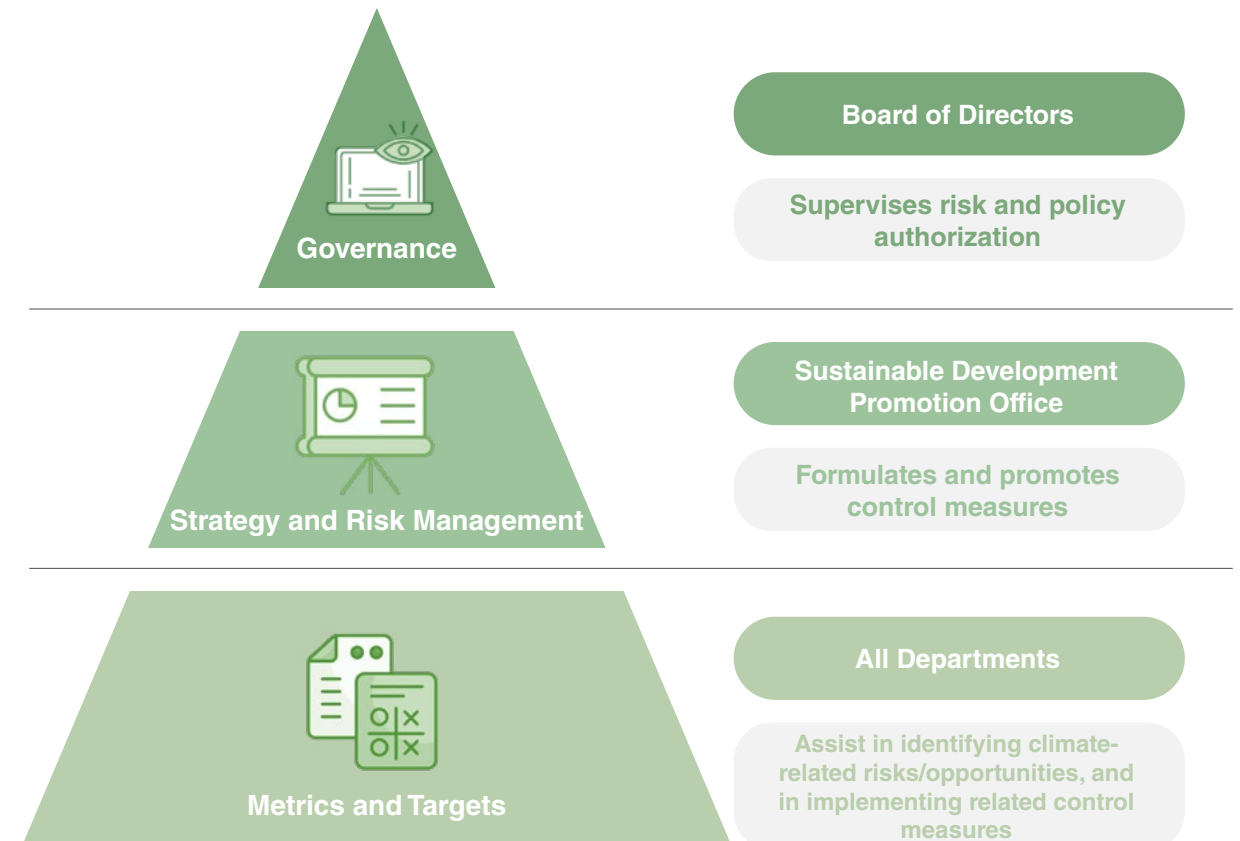 Governance
Board of Directors
Supervises risk and policy
authorization
Strategy and Risk Management
Sustainable Development
Promotion Office
Formulates and promotes
control measures
Metrics and Targets
All Departments
Assist in identifying climate-
related risks/opportunities, and
in implementing related control
measures